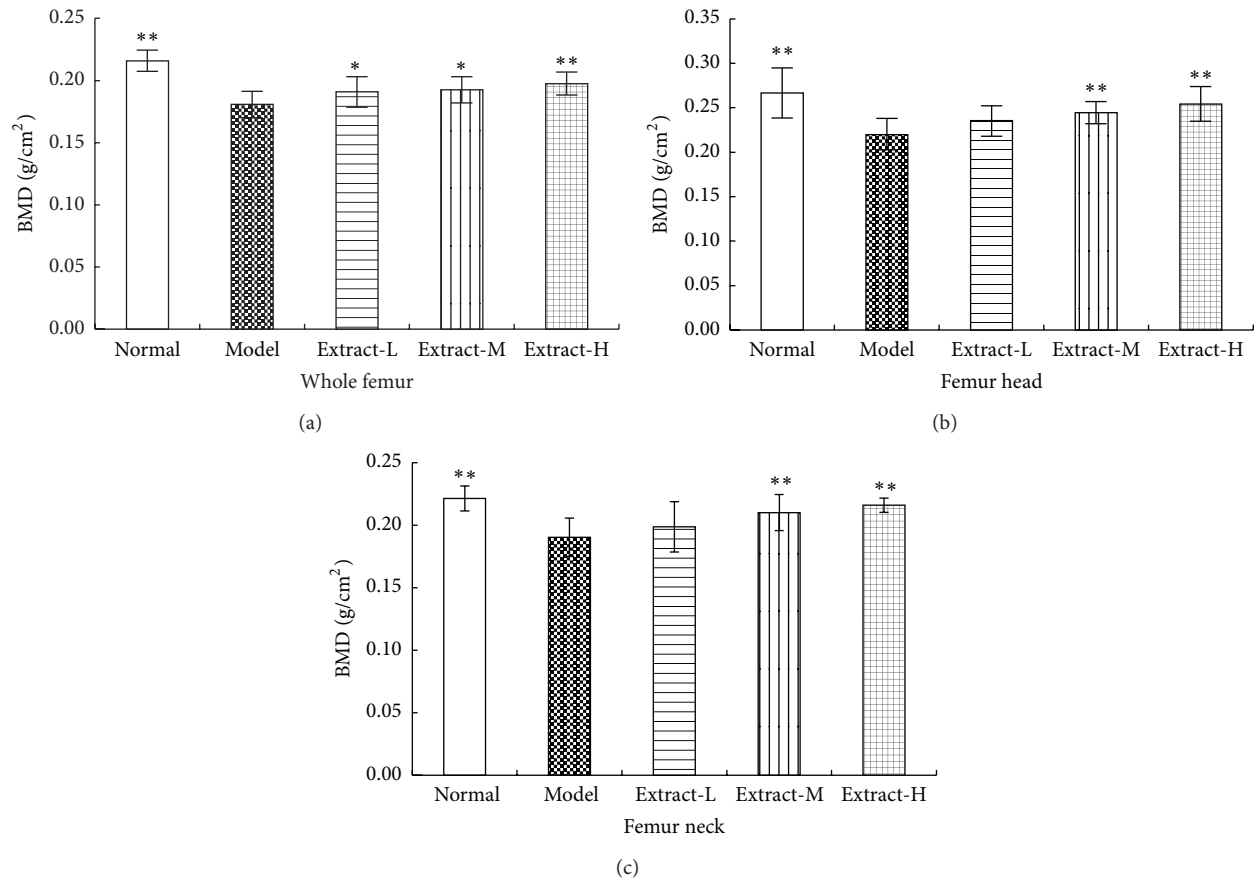 0.25
0.20
0.15
0.10
0.05
0.00
BMD (g/cm²)
**
*
*
**
Normal Model Extract-L Extract-M Extract-H
Whole femur
(a)
0.35
0.30
0.25
0.20
0.15
0.10
0.05
0.00
BMD (g/cm²)
**
**
**
Normal Model Extract-L Extract-M Extract-H
Femur head
(b)
0.25
0.20
0.15
0.10
0.05
0.00
BMD (g/cm²)
**
**
**
Normal Model Extract-L Extract-M Extract-H
Femur neck
(c)